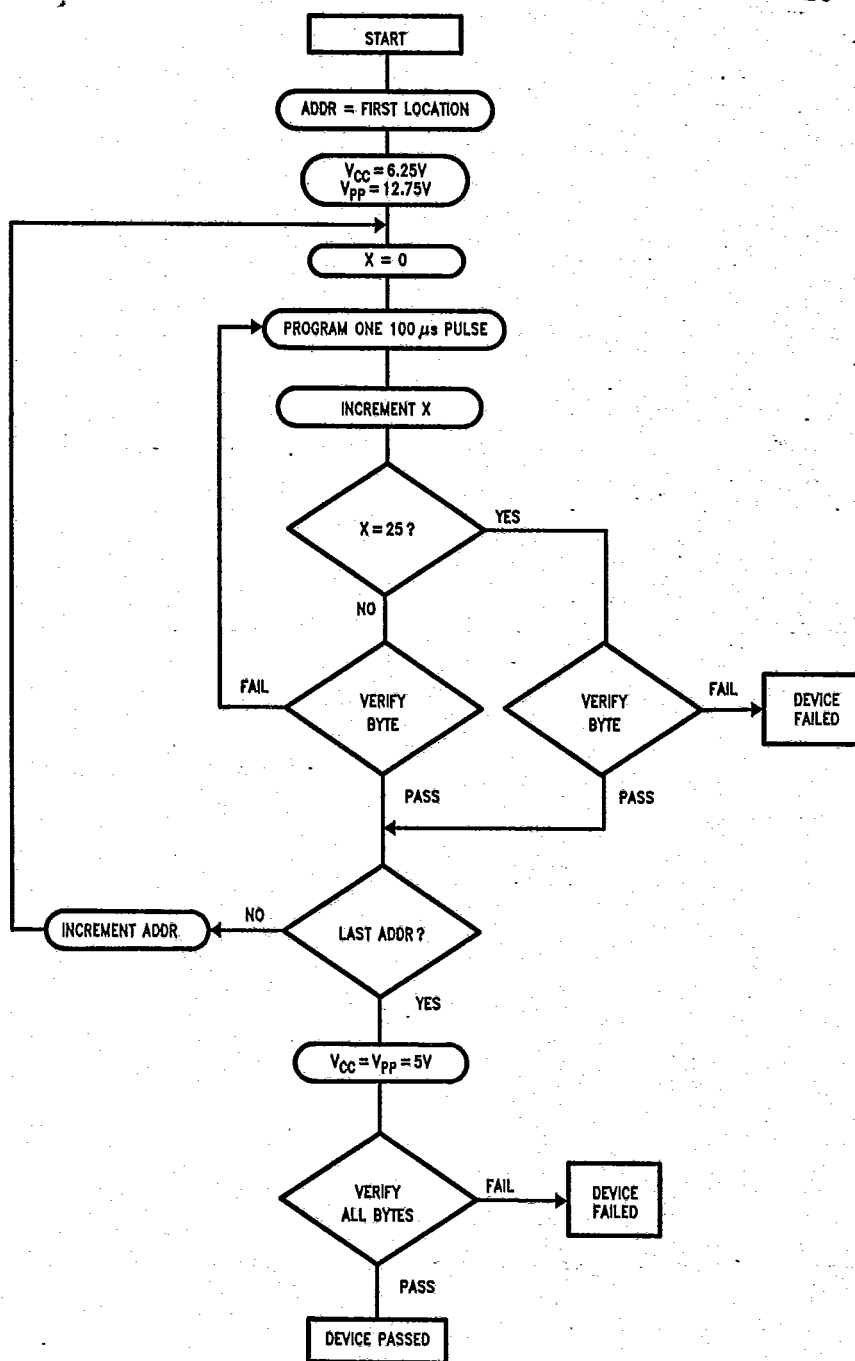 START
ADDR = FIRST LOCATION
VCC = 6.25V
VPP = 12.75V
X = 0
PROGRAM ONE 100 μs PULSE
INCREMENT X
X = 25 ?
YES
NO
VERIFY
BYTE
FAIL
VERIFY
BYTE
FAIL
DEVICE
FAILED
PASS
PASS
LAST ADDR ?
NO
INCREMENT ADDR
YES
VCC = VPP = 5V
VERIFY
ALL BYTES
FAIL
DEVICE
FAILED
PASS
DEVICE PASSED